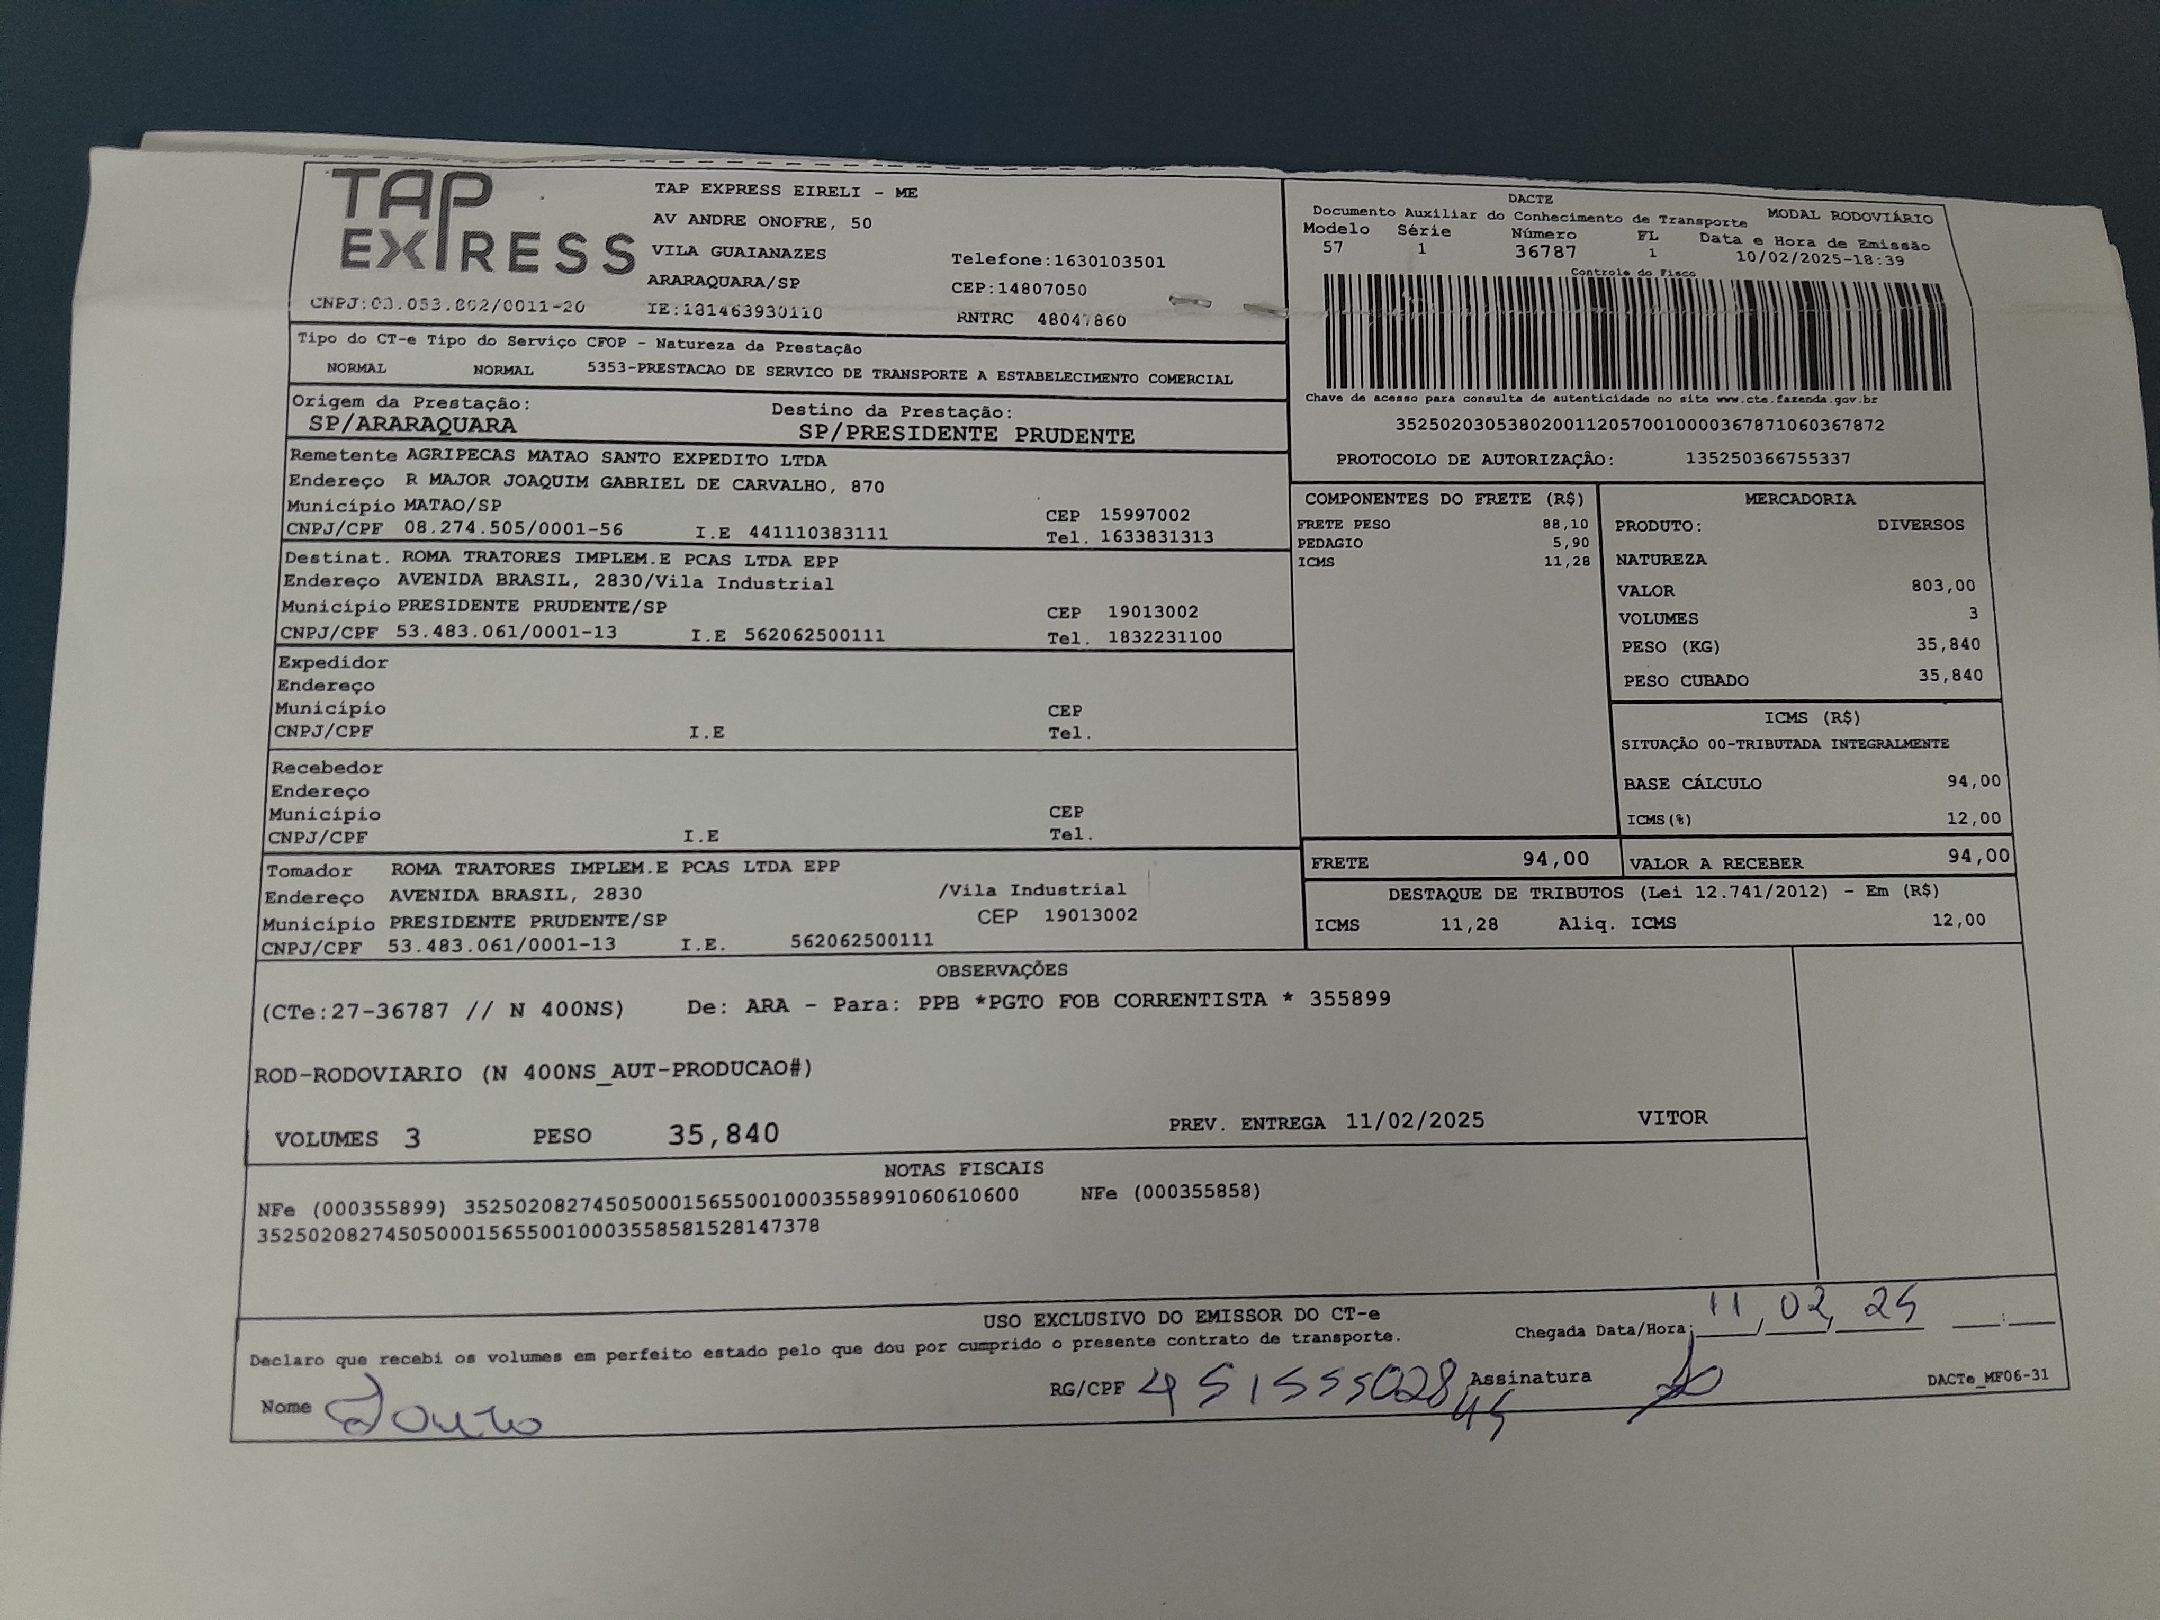 TAP EXPRESS
TAP EXPRESS EIRELI - ME
AV ANDRE ONOFRE, 50
VILA GUAIANAZES
Telefone:1630103501
ARARAQUARA/SP
CEP:14807050
IE:181463930110
RNTRC 48047860
DACTE
Documento Auxiliar do Conhecimento de Transporte MODAL RODOVIÁRIO
Modelo Série Número FL Data e Hora de Emissão
57 1 36787 1 10/02/2025-18:39
Controle do Fisco
Chave de acesso para consulta de autenticidade no site www.cte.fazenda.gov.br
35250203053802001120570010000367871060367872
PROTOCOLO DE AUTORIZAÇÂO: 135250366755337
Tipo do CT-e Tipo do Serviço CFOP - Natureza da Prestação
NORMAL NORMAL 5353-PRESTACAO DE SERVICO DE TRANSPORTE A ESTABELECIMENTO COMERCIAL
Origem da Prestação: Destino da Prestação:
SP/ARARAQUARA SP/PRESIDENTE PRUDENTE
Remetente AGRIPECAS MATAO SANTO EXPEDITO LTDA
Endereço R MAJOR JOAQUIM GABRIEL DE CARVALHO, 870
Município MATAO/SP CEP 15997002
CNPJ/CPF 08.274.505/0001-56 I.E 441110383111 Tel. 1633831313
Destinat. ROMA TRATORES IMPLEM.E PCAS LTDA EPP
Endereço AVENIDA BRASIL, 2830/Vila Industrial
Município PRESIDENTE PRUDENTE/SP CEP 19013002
CNPJ/CPF 53.483.061/0001-13 I.E 562062500111 Tel. 1832231100
Expedidor
Endereço
Município CEP
CNPJ/CPF I.E Tel.
Recebedor
Endereço
Município CEP
CNPJ/CPF I.E Tel.
Tomador ROMA TRATORES IMPLEM.E PCAS LTDA EPP
Endereço AVENIDA BRASIL, 2830 /Vila Industrial
Município PRESIDENTE PRUDENTE/SP CEP 19013002
CNPJ/CPF 53.483.061/0001-13 I.E. 562062500111
COMPONENTES DO FRETE (R$)
FRETE PESO 88,10
PEDAGIO 5,90
ICMS 11,28
MERCADORIA
PRODUTO: DIVERSOS
NATUREZA
VALOR 803,00
VOLUMES 3
PESO (KG) 35,840
PESO CUBADO 35,840
ICMS (R$)
SITUAÇÃO 00-TRIBUTADA INTEGRALMENTE
BASE CÁLCULO 94,00
ICMS(%) 12,00
FRETE 94,00 VALOR A RECEBER 94,00
DESTAQUE DE TRIBUTOS (Lei 12.741/2012) - Em (R$)
ICMS 11,28 Aliq. ICMS 12,00
OBSERVAÇÕES
(CTe:27-36787 // N 400NS) De: ARA - Para: PPB *PGTO FOB CORRENTISTA * 355899
ROD-RODOVIARIO (N 400NS_AUT-PRODUCAO#)
VOLUMES 3 PESO 35,840 PREV. ENTREGA 11/02/2025 VITOR
NOTAS FISCAIS
NFe (000355899) 35250208274505000156550010003558991060610600 NFe (000355858)
35250208274505000156550010003558581528147378
USO EXCLUSIVO DO EMISSOR DO CT-e
Declaro que recebi os volumes em perfeito estado pelo que dou por cumprido o presente contrato de transporte.
Chegada Data/Hora: 11/02/25 __:__
Nome RG/CPF 45155502845 Assinatura
DACTe_MF06-31